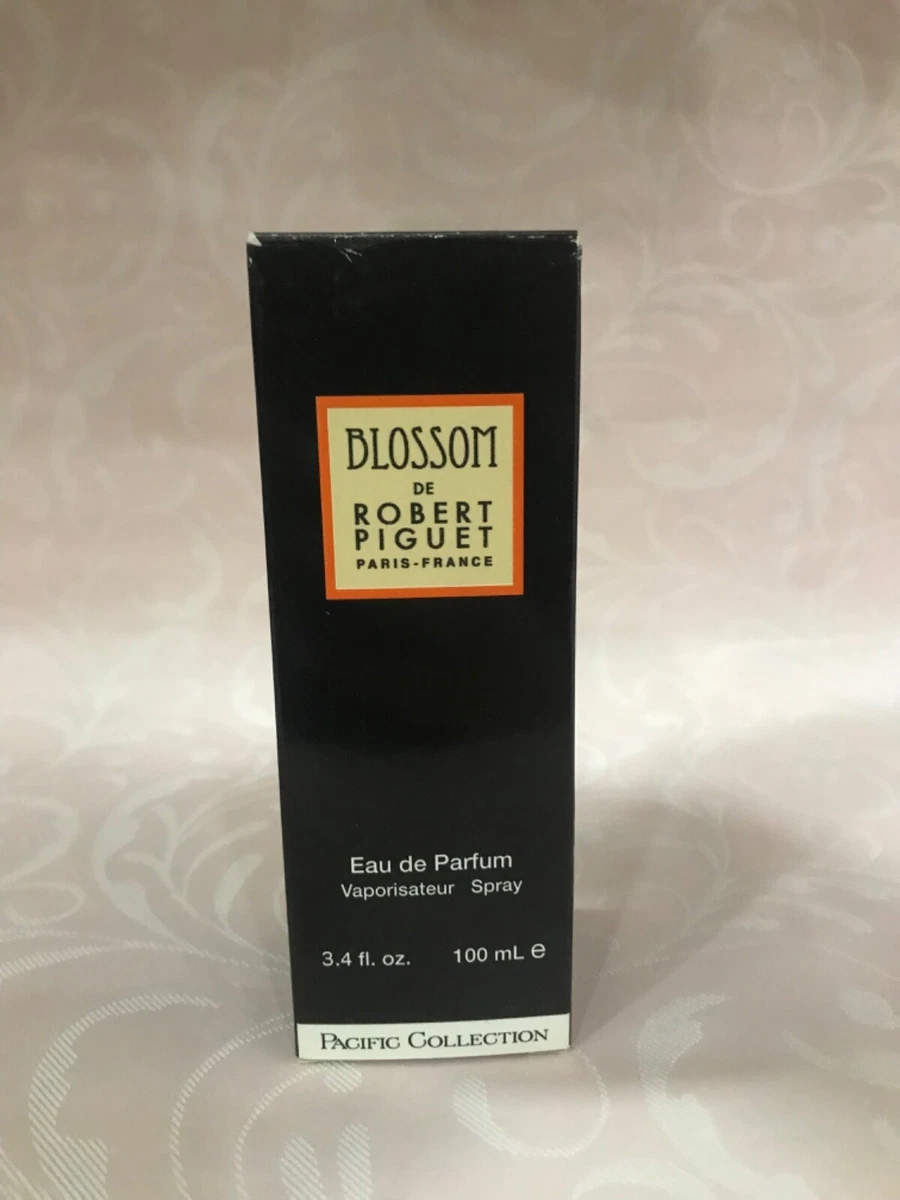 BLOSSOM
DE
ROBERT
PIGUET
PARIS-FRANCE
Eau de Parfum
Vaporisateur Spray
3.4 fl. oz. 100 mL e
PACIFIC COLLECTION